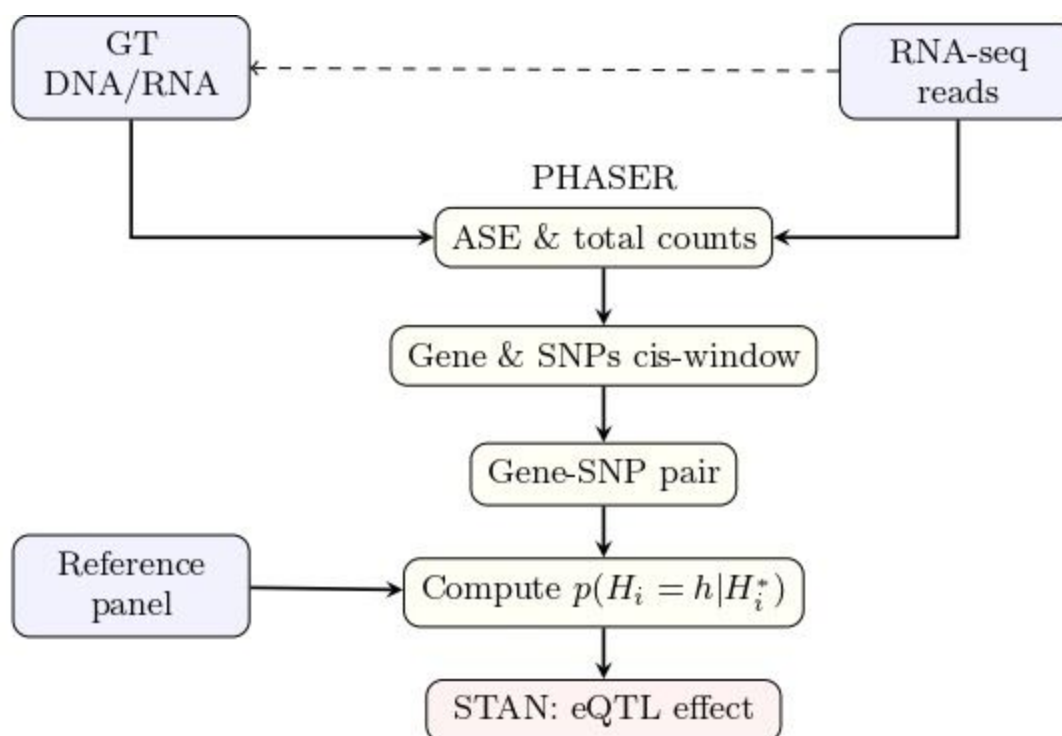 GT
DNA/RNA
RNA-seq
reads
PHASER
ASE & total counts
Gene & SNPs cis-window
Gene-SNP pair
Reference
panel
Compute p(H_i = h|H_i^*)
STAN: eQTL effect